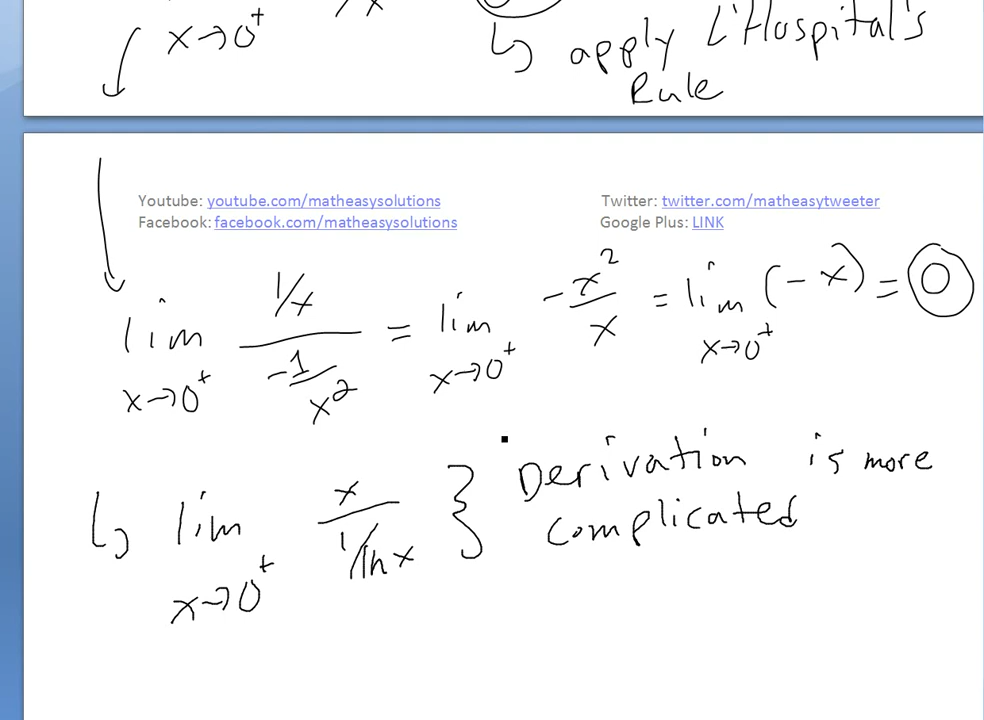 x→0⁺
↳ apply L'Hospital's
Rule
Youtube: youtube.com/matheasysolutions Twitter: twitter.com/matheasytweeter
Facebook: facebook.com/matheasysolutions Google Plus: LINK
lim x→0⁺ (1/x)/(-1/x²) = lim x→0⁺ -x²/x = lim x→0⁺ (-x) = 0
↳ lim x→0⁺ x/(1/ln x) } Derivation is more
complicated